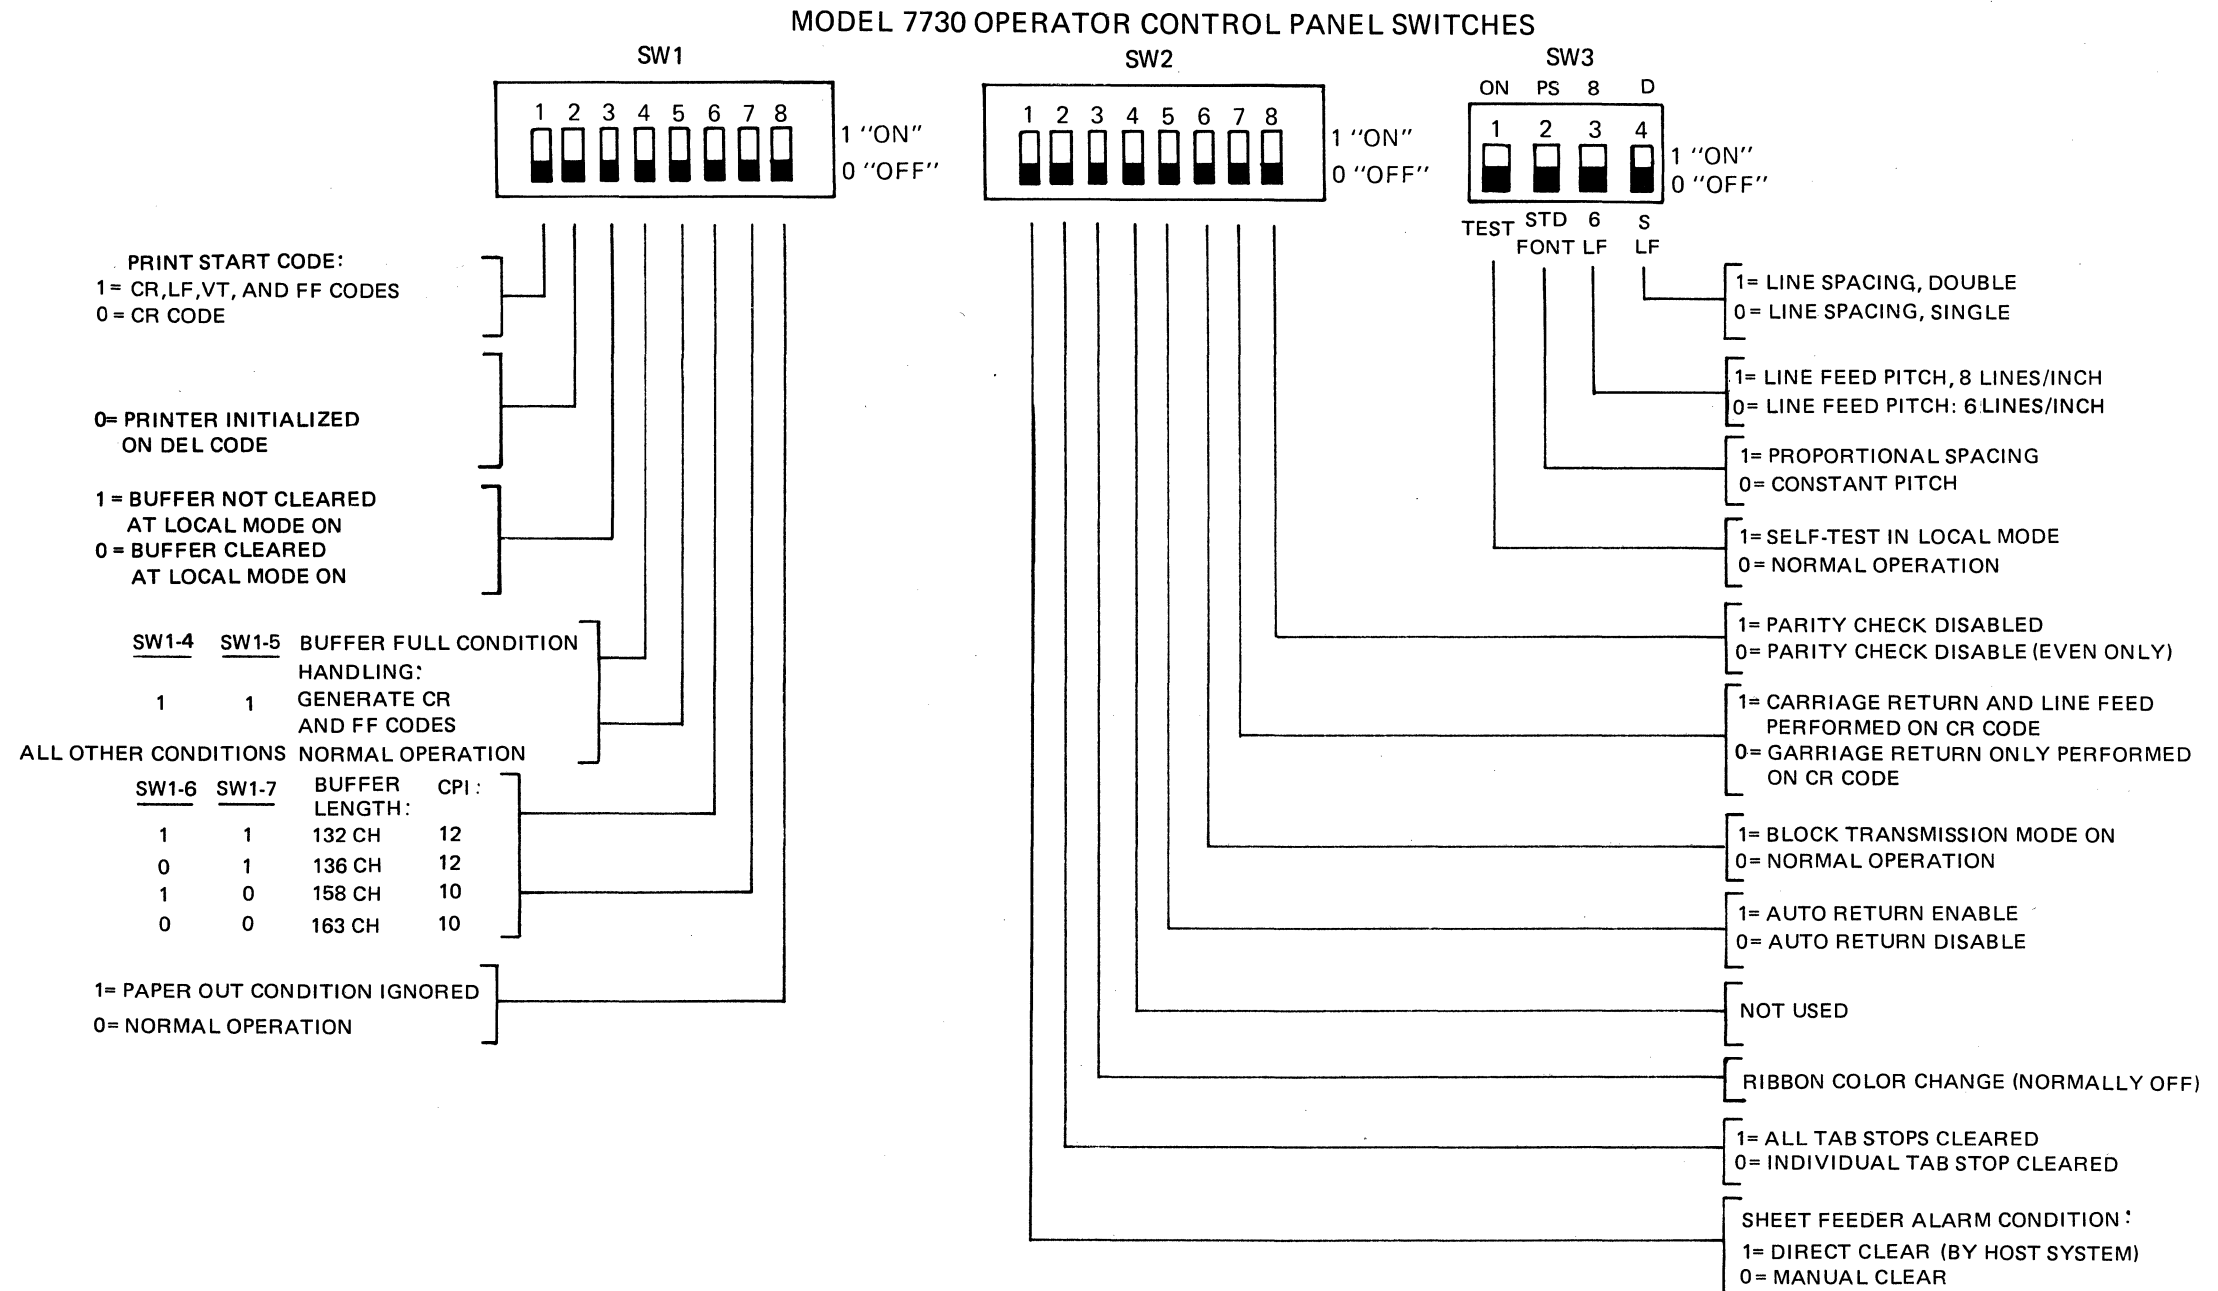 MODEL 7730 OPERATOR CONTROL PANEL SWITCHES
SW1
1 2 3 4 5 6 7 8
1 "ON"
0 "OFF"
SW2
1 2 3 4 5 6 7 8
1 "ON"
0 "OFF"
SW3
ON PS 8 D
1 2 3 4
1 "ON"
0 "OFF"
TEST STD 6 S
FONT LF LF
PRINT START CODE:
1= CR,LF,VT, AND FF CODES
0= CR CODE
0= PRINTER INITIALIZED
ON DEL CODE
1= BUFFER NOT CLEARED
AT LOCAL MODE ON
0= BUFFER CLEARED
AT LOCAL MODE ON
SW1-4 SW1-5 BUFFER FULL CONDITION
HANDLING:
1 1 GENERATE CR
AND FF CODES
ALL OTHER CONDITIONS NORMAL OPERATION
SW1-6 SW1-7 BUFFER CPI:
LENGTH:
1 1 132 CH 12
0 1 136 CH 12
1 0 158 CH 10
0 0 163 CH 10
1= PAPER OUT CONDITION IGNORED
0= NORMAL OPERATION
1= LINE SPACING, DOUBLE
0= LINE SPACING, SINGLE
1= LINE FEED PITCH, 8 LINES/INCH
0= LINE FEED PITCH: 6 LINES/INCH
1= PROPORTIONAL SPACING
0= CONSTANT PITCH
1= SELF-TEST IN LOCAL MODE
0= NORMAL OPERATION
1= PARITY CHECK DISABLED
0= PARITY CHECK DISABLE (EVEN ONLY)
1= CARRIAGE RETURN AND LINE FEED
PERFORMED ON CR CODE
0= GARRIAGE RETURN ONLY PERFORMED
ON CR CODE
1= BLOCK TRANSMISSION MODE ON
0= NORMAL OPERATION
1= AUTO RETURN ENABLE
0= AUTO RETURN DISABLE
NOT USED
RIBBON COLOR CHANGE (NORMALLY OFF)
1= ALL TAB STOPS CLEARED
0= INDIVIDUAL TAB STOP CLEARED
SHEET FEEDER ALARM CONDITION:
1= DIRECT CLEAR (BY HOST SYSTEM)
0= MANUAL CLEAR